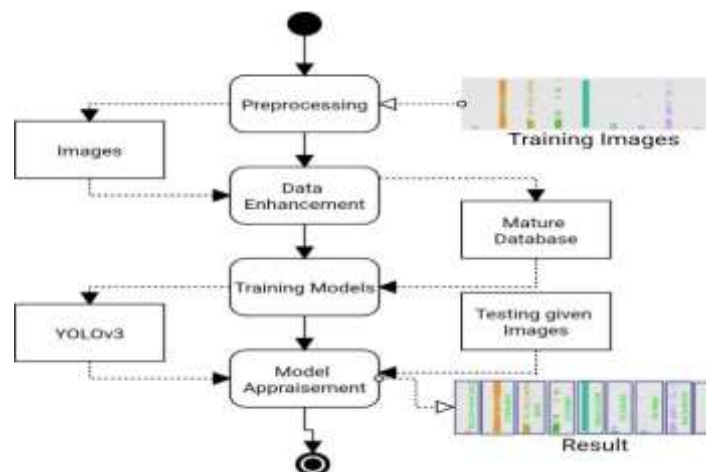 Preprocessing
Training Images
Images
Data
Enhancement
Mature
Database
Training Models
YOLOv3
Testing given
Images
Model
Appraisement
Result